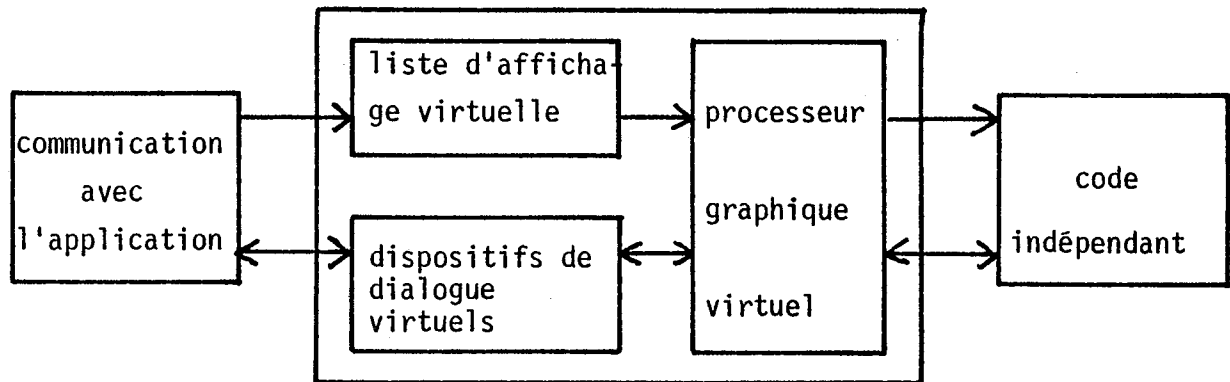 communication
avec
l'application
liste d'afficha-
ge virtuelle
dispositifs de
dialogue
virtuels
processeur
graphique
virtuel
code
indépendant